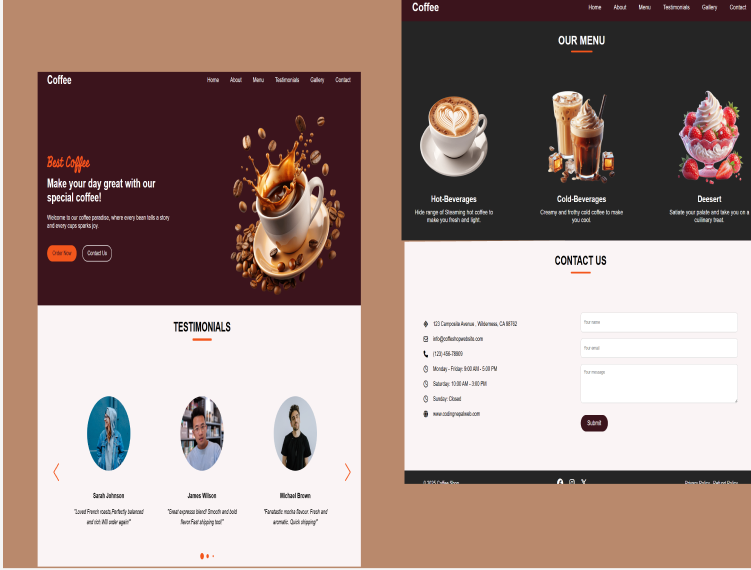 Coffee
Home About Menu Testimonials Gallery Contact
Best Coffee
Make your day great with our
special coffee!
Welcome to our coffee paradise, where every bean tells a story
and every cups sparks joy.
Order Now Contact Us
TESTIMONIALS
Sarah Johnson
"Loved French roasts.Perfectly balanced
and rich Will order again"
James Wilson
"Great espresso blend! Smooth and bold
flavor.Fast shipping too!"
Michael Brown
"Fanatastic mocha flavour. Fresh and
aromatic. Quick shipping!"
Coffee
Home About Menu Testimonials Gallery Contact
OUR MENU
Hot-Beverages
Hide range of Steaming hot coffee to
make you fresh and light.
Cold-Beverages
Creamy and frothy cold coffee to make
you cool.
Deesert
Satiate your palate and take you on a
culinary treat.
CONTACT US
123 Camposite Avenue , Wilderness, CA 98762
info@coffeshopwebsite.com
(123) 456-78909
Monday - Friday: 9:00 AM - 5:00 PM
Saturday: 10:00 AM - 3:00 PM
Sunday: Closed
www.codingnepalweb.com
Your name
Your email
Your message
Submit
© 2025 Coffee Shop
Privacy Policy Refund Policy